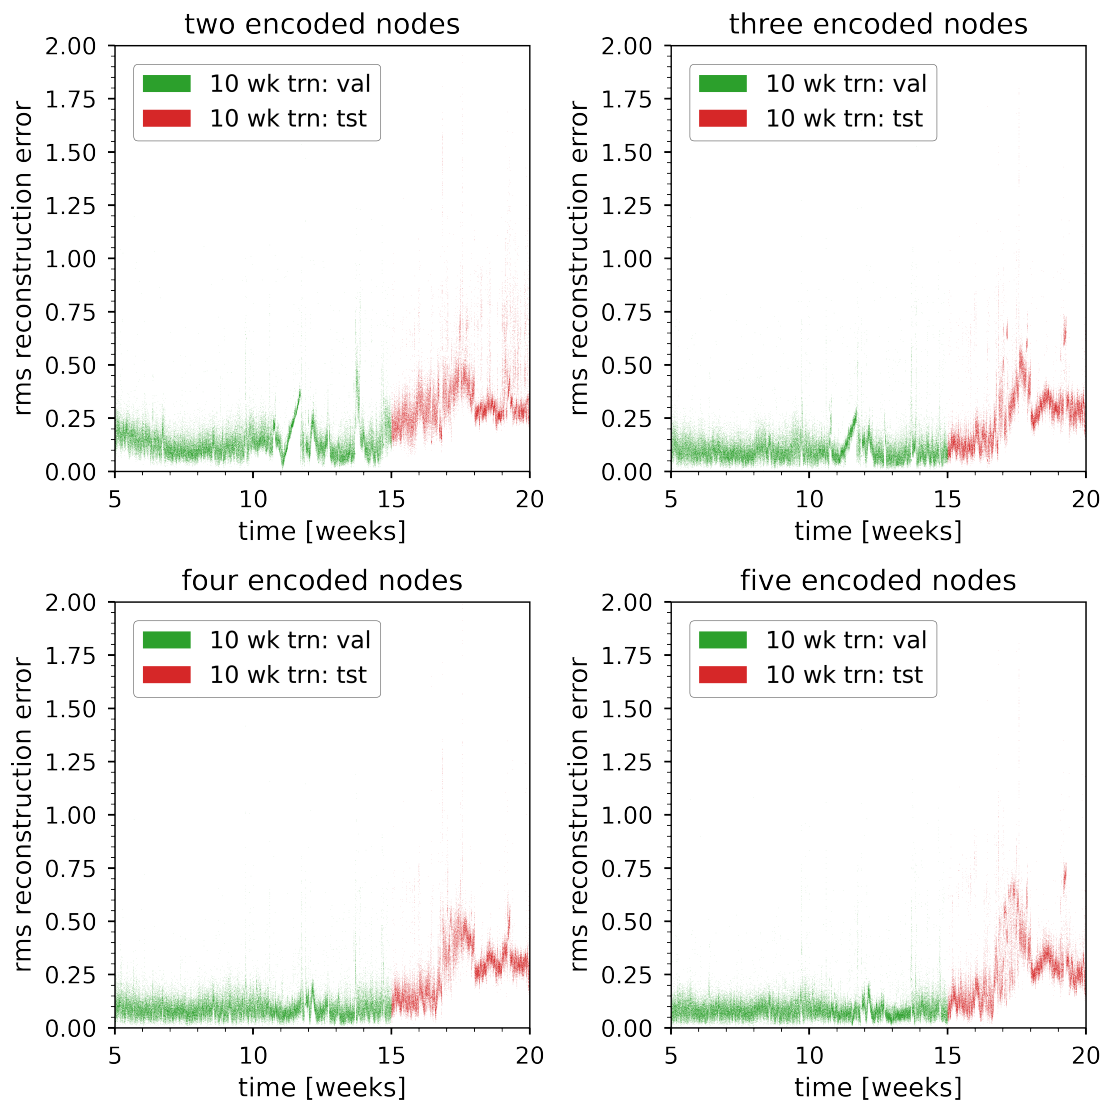 two encoded nodes
three encoded nodes
2.00
1.75
1.50
1.25
1.00
0.75
0.50
0.25
0.00
rms reconstruction error
10 wk trn: val
10 wk trn: tst
5
10
15
20
time [weeks]
2.00
1.75
1.50
1.25
1.00
0.75
0.50
0.25
0.00
rms reconstruction error
10 wk trn: val
10 wk trn: tst
5
10
15
20
time [weeks]
four encoded nodes
five encoded nodes
2.00
1.75
1.50
1.25
1.00
0.75
0.50
0.25
0.00
rms reconstruction error
10 wk trn: val
10 wk trn: tst
5
10
15
20
time [weeks]
2.00
1.75
1.50
1.25
1.00
0.75
0.50
0.25
0.00
rms reconstruction error
10 wk trn: val
10 wk trn: tst
5
10
15
20
time [weeks]